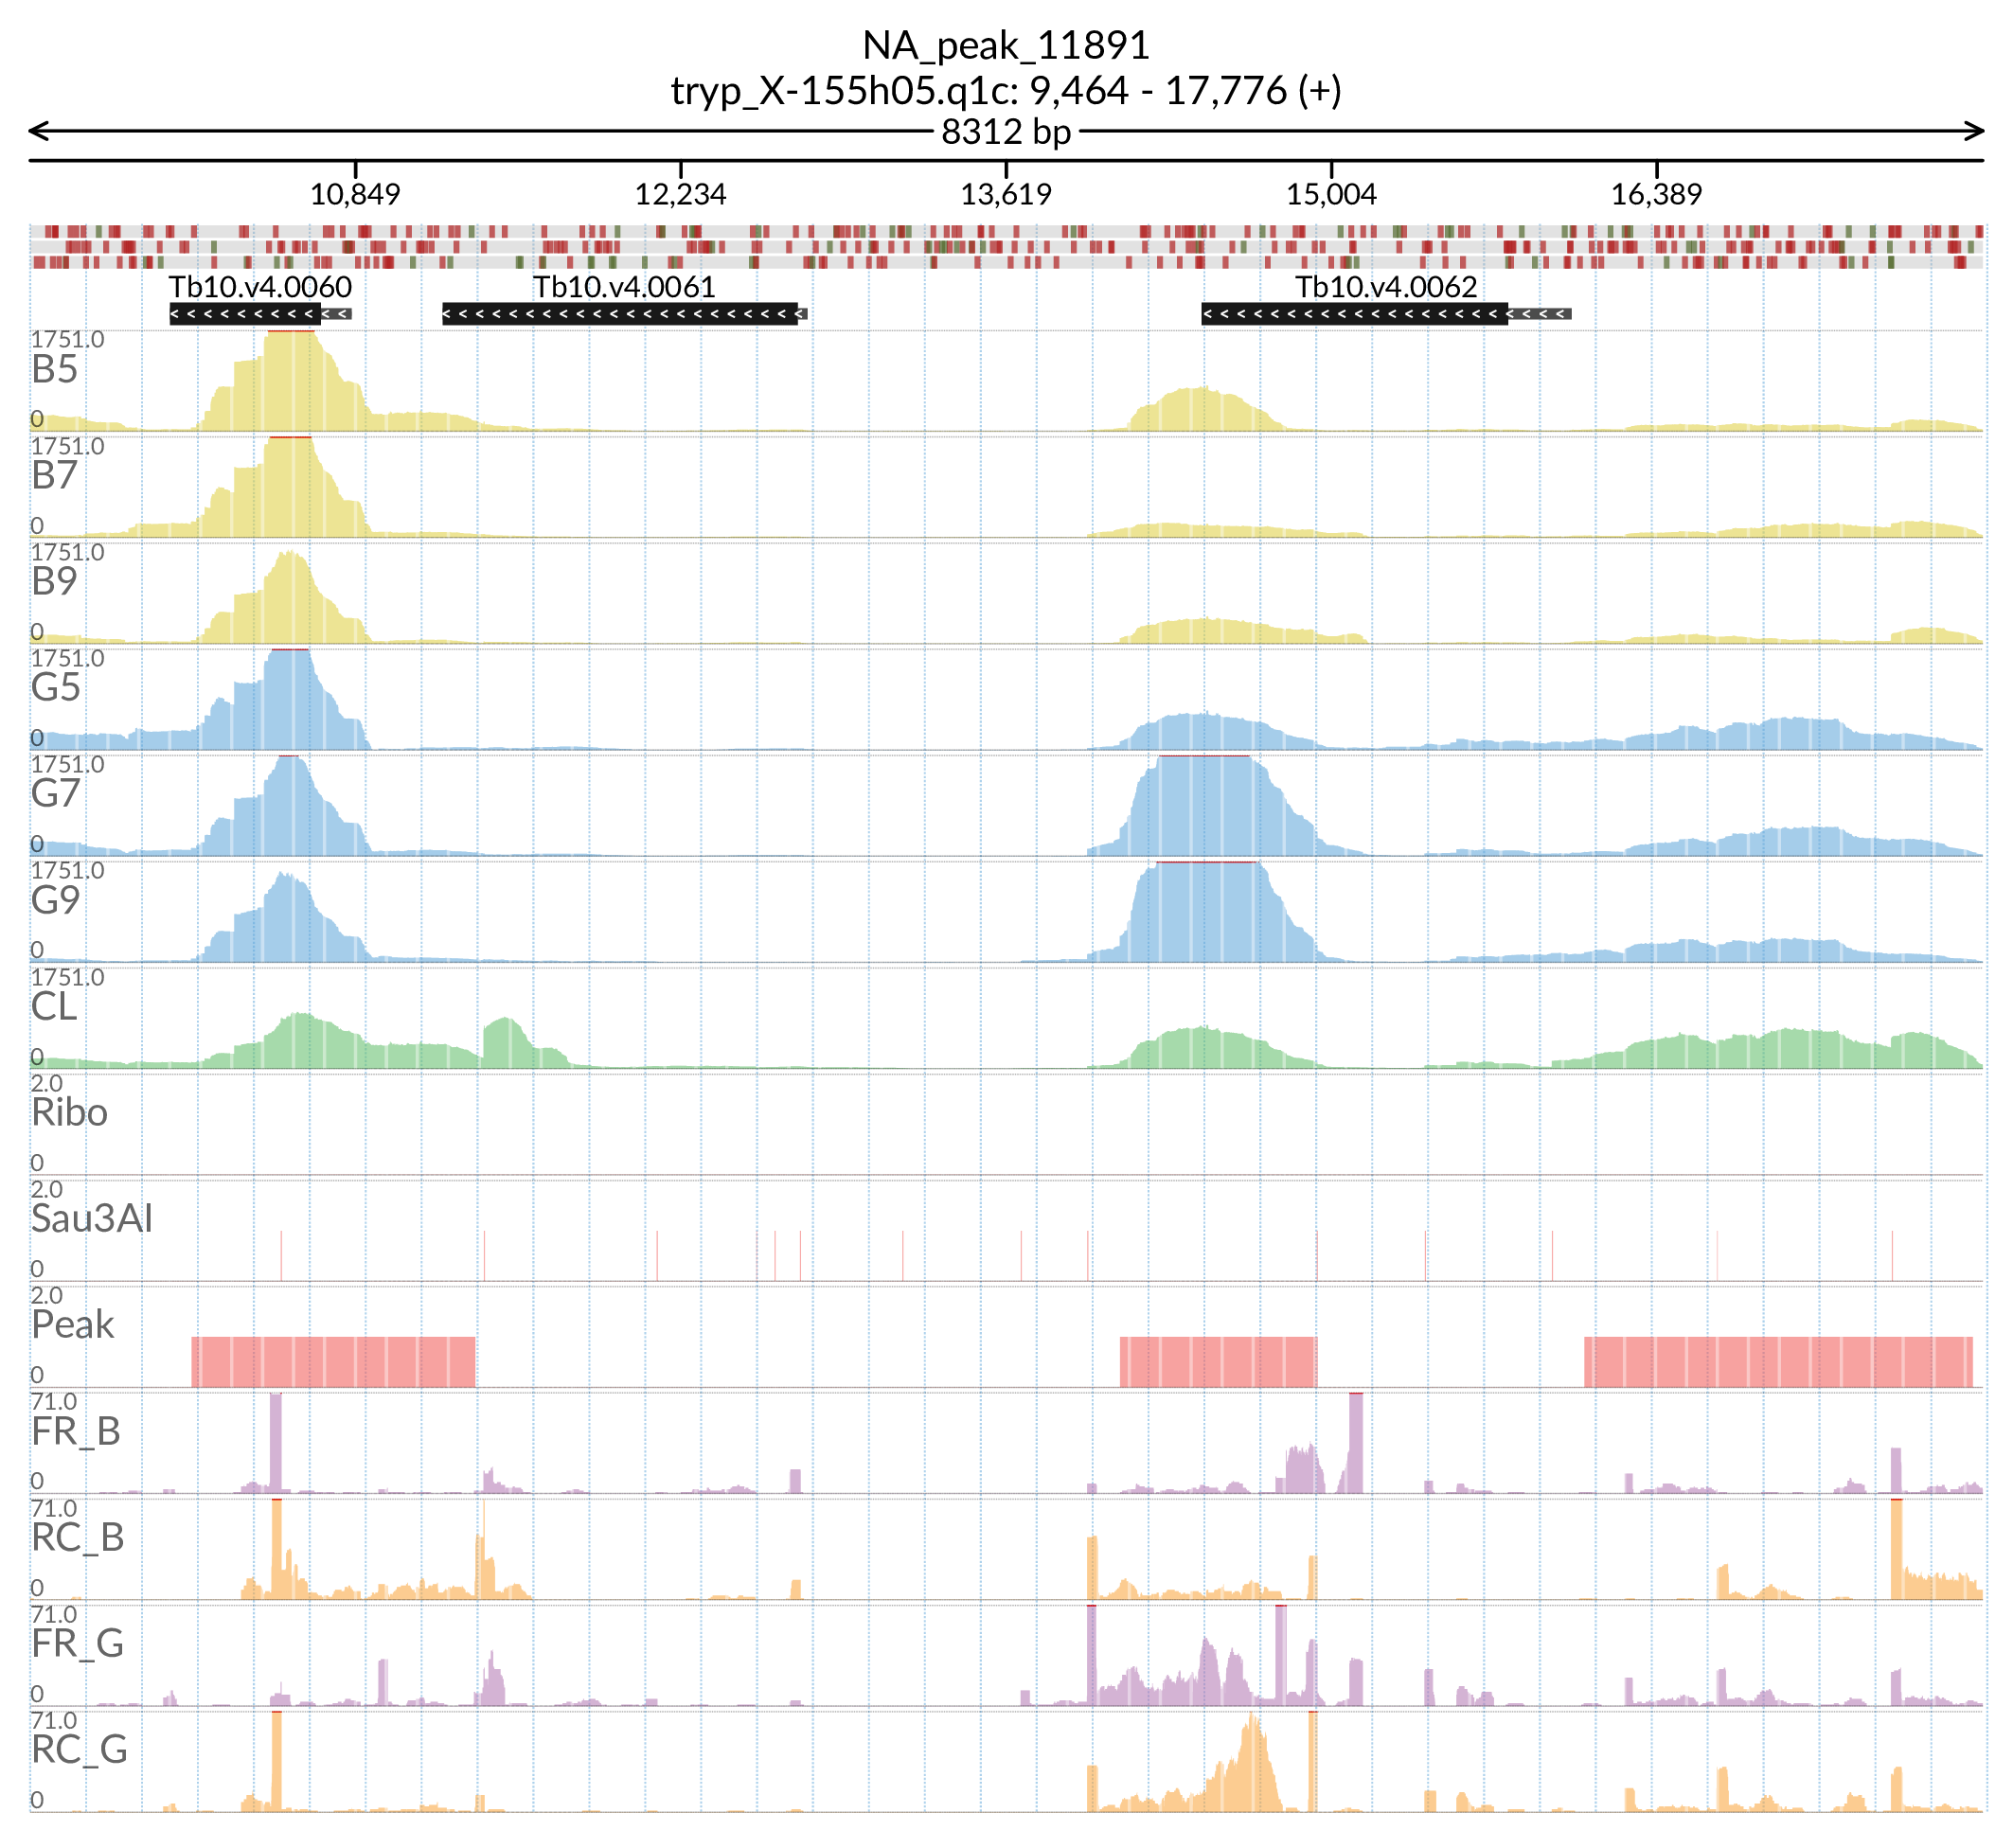 NA_peak_11891
tryp_X-155h05.q1c: 9,464 - 17,776 (+)
8312 bp
10,849 12,234 13,619 15,004 16,389
Tb10.v4.0060 Tb10.v4.0061 Tb10.v4.0062
1751.0
B5
0
1751.0
B7
0
1751.0
B9
0
1751.0
G5
0
1751.0
G7
0
1751.0
G9
0
1751.0
CL
0
2.0
Ribo
0
2.0
Sau3AI
0
2.0
Peak
0
71.0
FR_B
0
71.0
RC_B
0
71.0
FR_G
0
71.0
RC_G
0